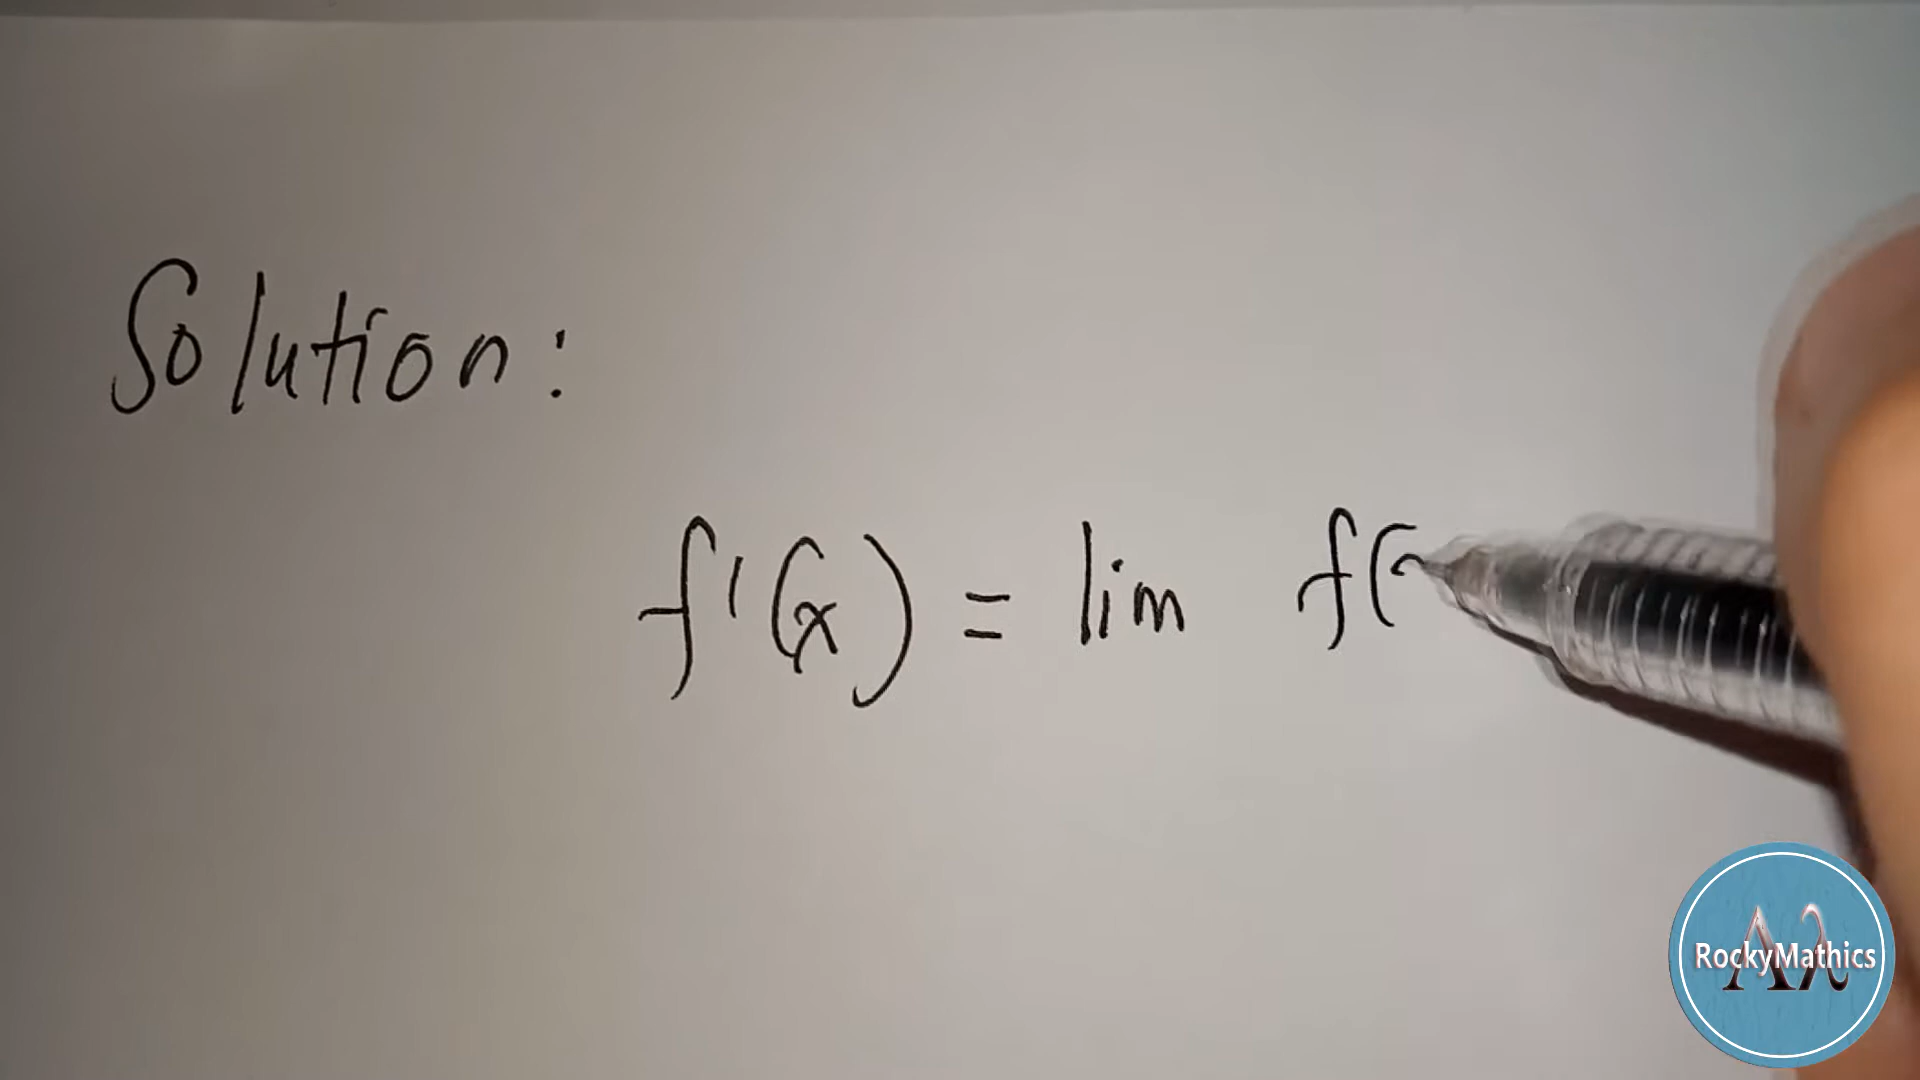 Solution:
f'(x) = lim f(
RockyMathics